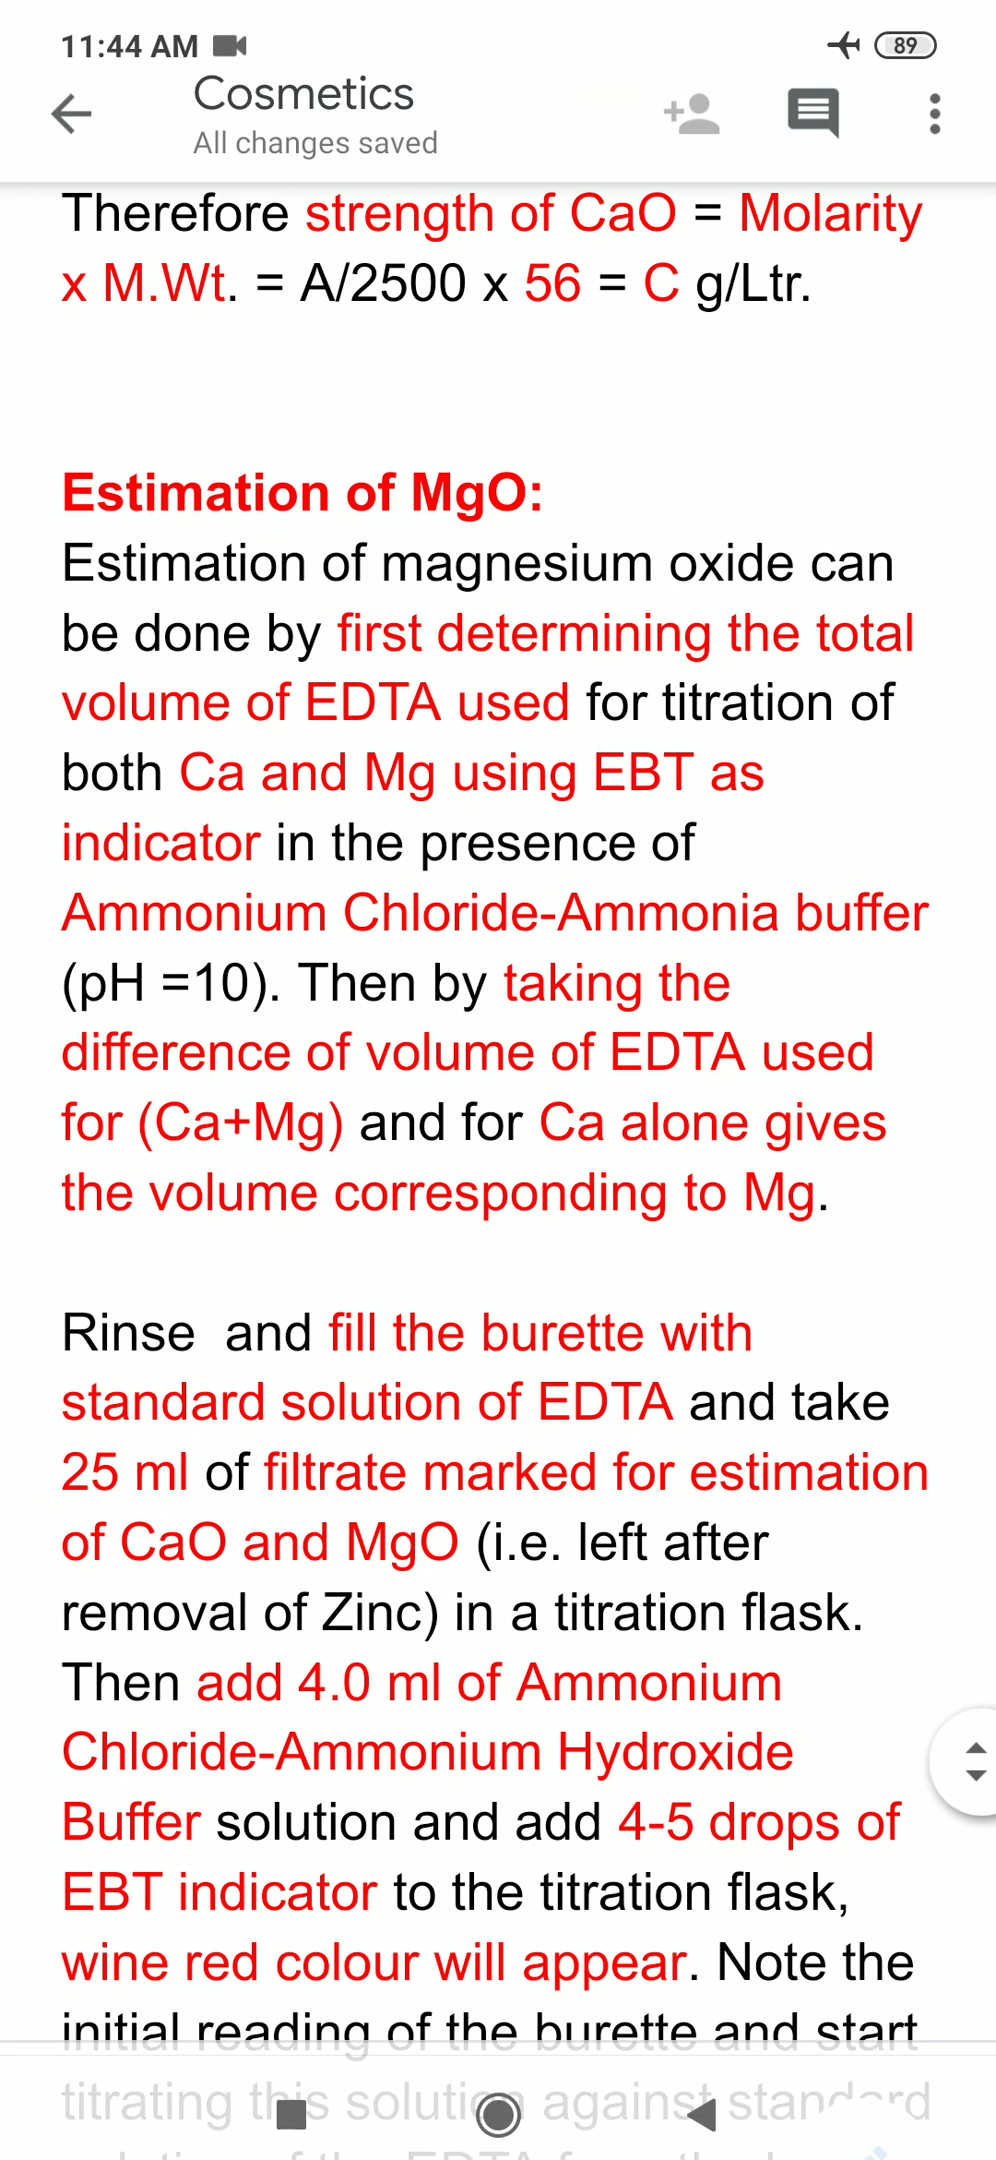 11:44 AM
89
Cosmetics
All changes saved
Therefore strength of CaO = Molarity
x M.Wt. = A/2500 x 56 = C g/Ltr.
Estimation of MgO:
Estimation of magnesium oxide can
be done by first determining the total
volume of EDTA used for titration of
both Ca and Mg using EBT as
indicator in the presence of
Ammonium Chloride-Ammonia buffer
(pH =10). Then by taking the
difference of volume of EDTA used
for (Ca+Mg) and for Ca alone gives
the volume corresponding to Mg.
Rinse  and fill the burette with
standard solution of EDTA and take
25 ml of filtrate marked for estimation
of CaO and MgO (i.e. left after
removal of Zinc) in a titration flask.
Then add 4.0 ml of Ammonium
Chloride-Ammonium Hydroxide
Buffer solution and add 4-5 drops of
EBT indicator to the titration flask,
wine red colour will appear. Note the
initial reading of the burette and start
titrating this solution against standard